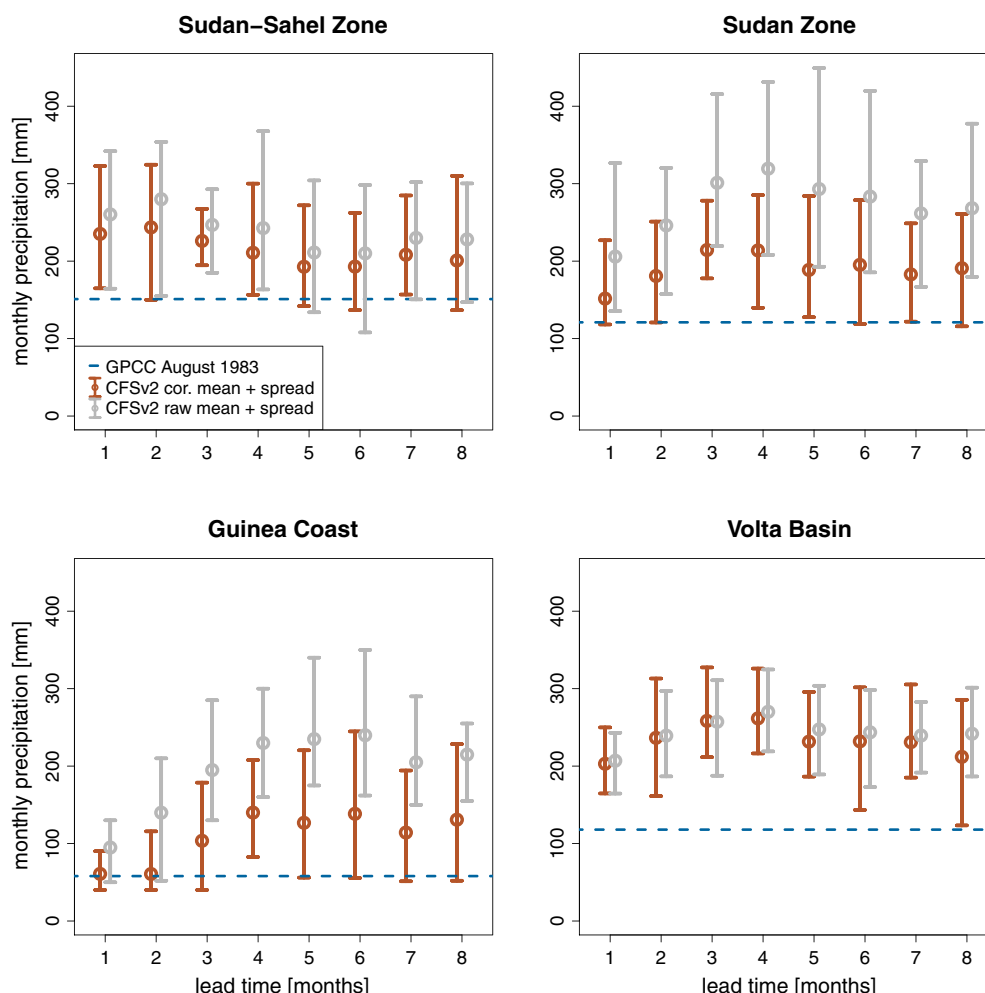 Sudan−Sahel Zone
monthly precipitation [mm]
0
100
200
300
400
GPCC August 1983
CFSv2 cor. mean + spread
CFSv2 raw mean + spread
1 2 3 4 5 6 7 8
Sudan Zone
0
100
200
300
400
1 2 3 4 5 6 7 8
Guinea Coast
monthly precipitation [mm]
0
100
200
300
400
1 2 3 4 5 6 7 8
lead time [months]
Volta Basin
0
100
200
300
400
1 2 3 4 5 6 7 8
lead time [months]